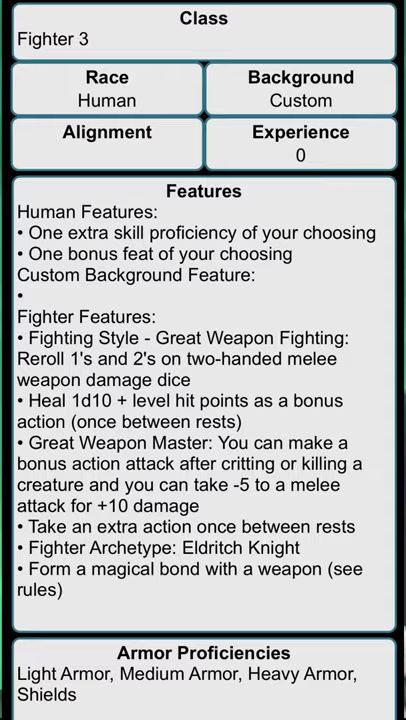 Class
Fighter 3
Race
Human
Background
Custom
Alignment
Experience
0
Features
Human Features:
• One extra skill proficiency of your choosing
• One bonus feat of your choosing
Custom Background Feature:
•
Fighter Features:
• Fighting Style - Great Weapon Fighting:
Reroll 1's and 2's on two-handed melee
weapon damage dice
• Heal 1d10 + level hit points as a bonus
action (once between rests)
• Great Weapon Master: You can make a
bonus action attack after critting or killing a
creature and you can take -5 to a melee
attack for +10 damage
• Take an extra action once between rests
• Fighter Archetype: Eldritch Knight
• Form a magical bond with a weapon (see
rules)
Armor Proficiencies
Light Armor, Medium Armor, Heavy Armor,
Shields